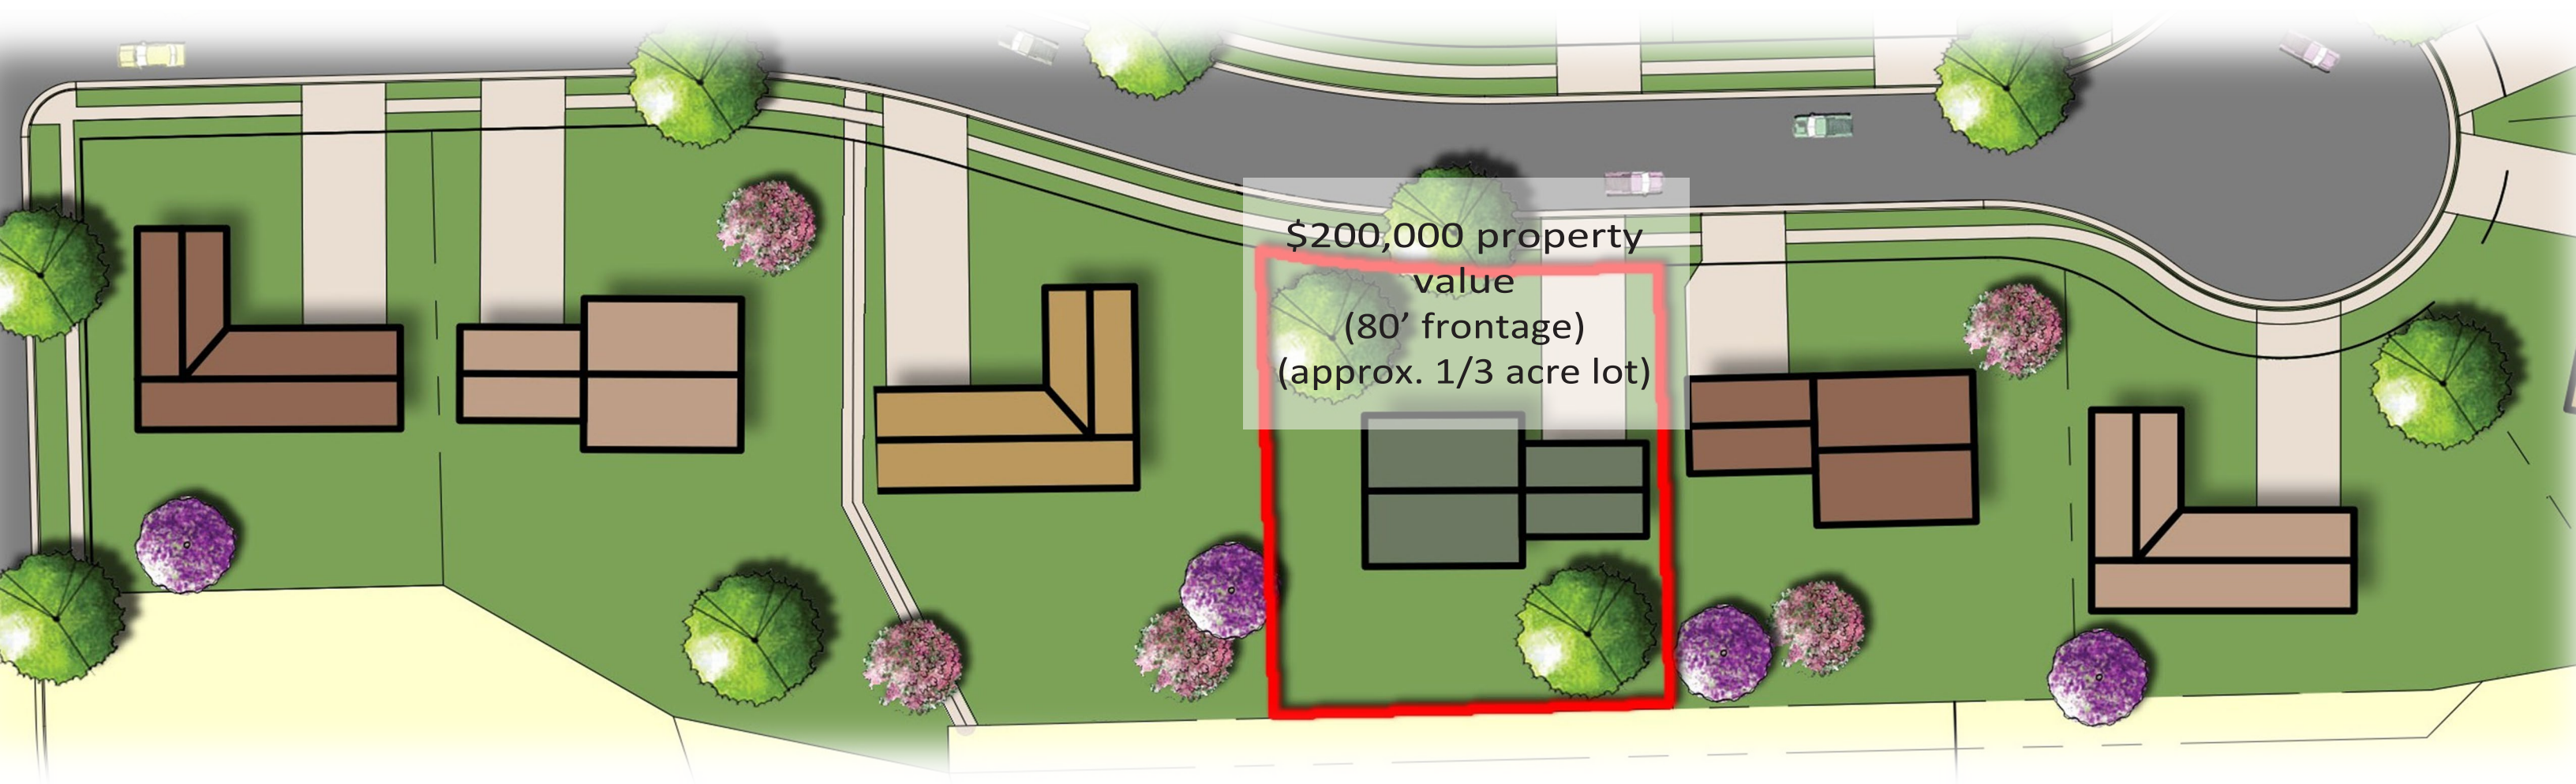 $200,000 property
value
(80’ frontage)
(approx. 1/3 acre lot)